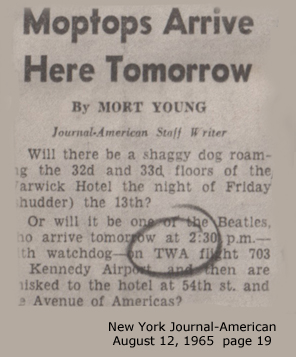 Moptops Arrive
Here Tomorrow
By MORT YOUNG
Journal-American Staff Writer
Will there be a shaggy dog roam-
ng the 32d and 33d floors of the
arwick Hotel the night of Friday
hudder) the 13th?
Or will it be one of the Beatles,
ho arrive tomorrow at 2:30 p.m.—
th watchdog—on TWA flight 703
Kennedy Airport and then are
isked to the hotel at 54th st. and
e Avenue of Americas?
New York Journal-American
August 12, 1965 page 19